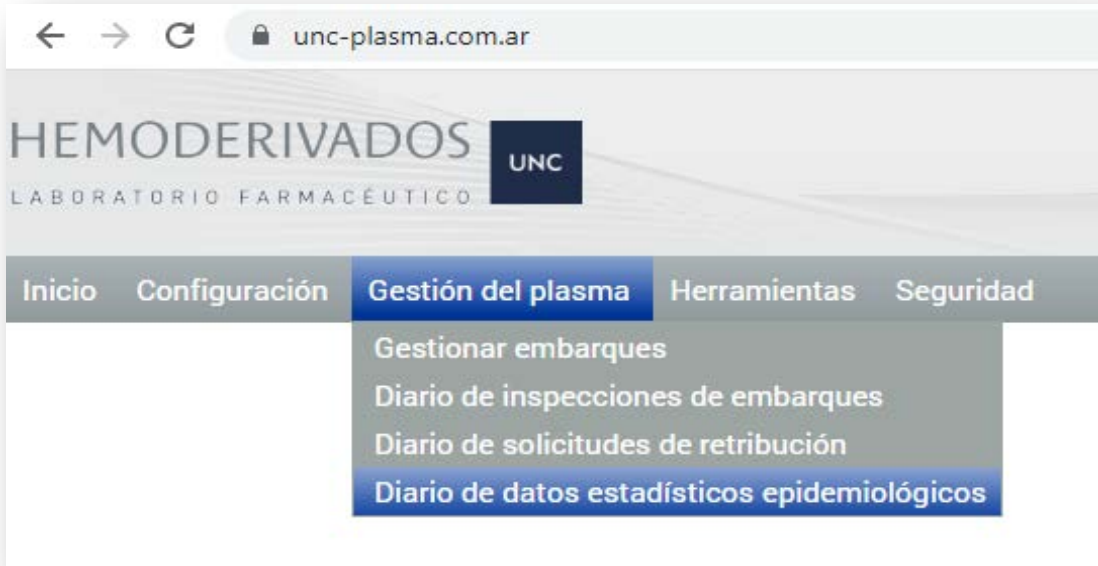 unc-plasma.com.ar
HEMODERIVADOS
UNC
LABORATORIO FARMACÉUTICO
Inicio Configuración Gestión del plasma Herramientas Seguridad
Gestionar embarques
Diario de inspecciones de embarques
Diario de solicitudes de retribución
Diario de datos estadísticos epidemiológicos